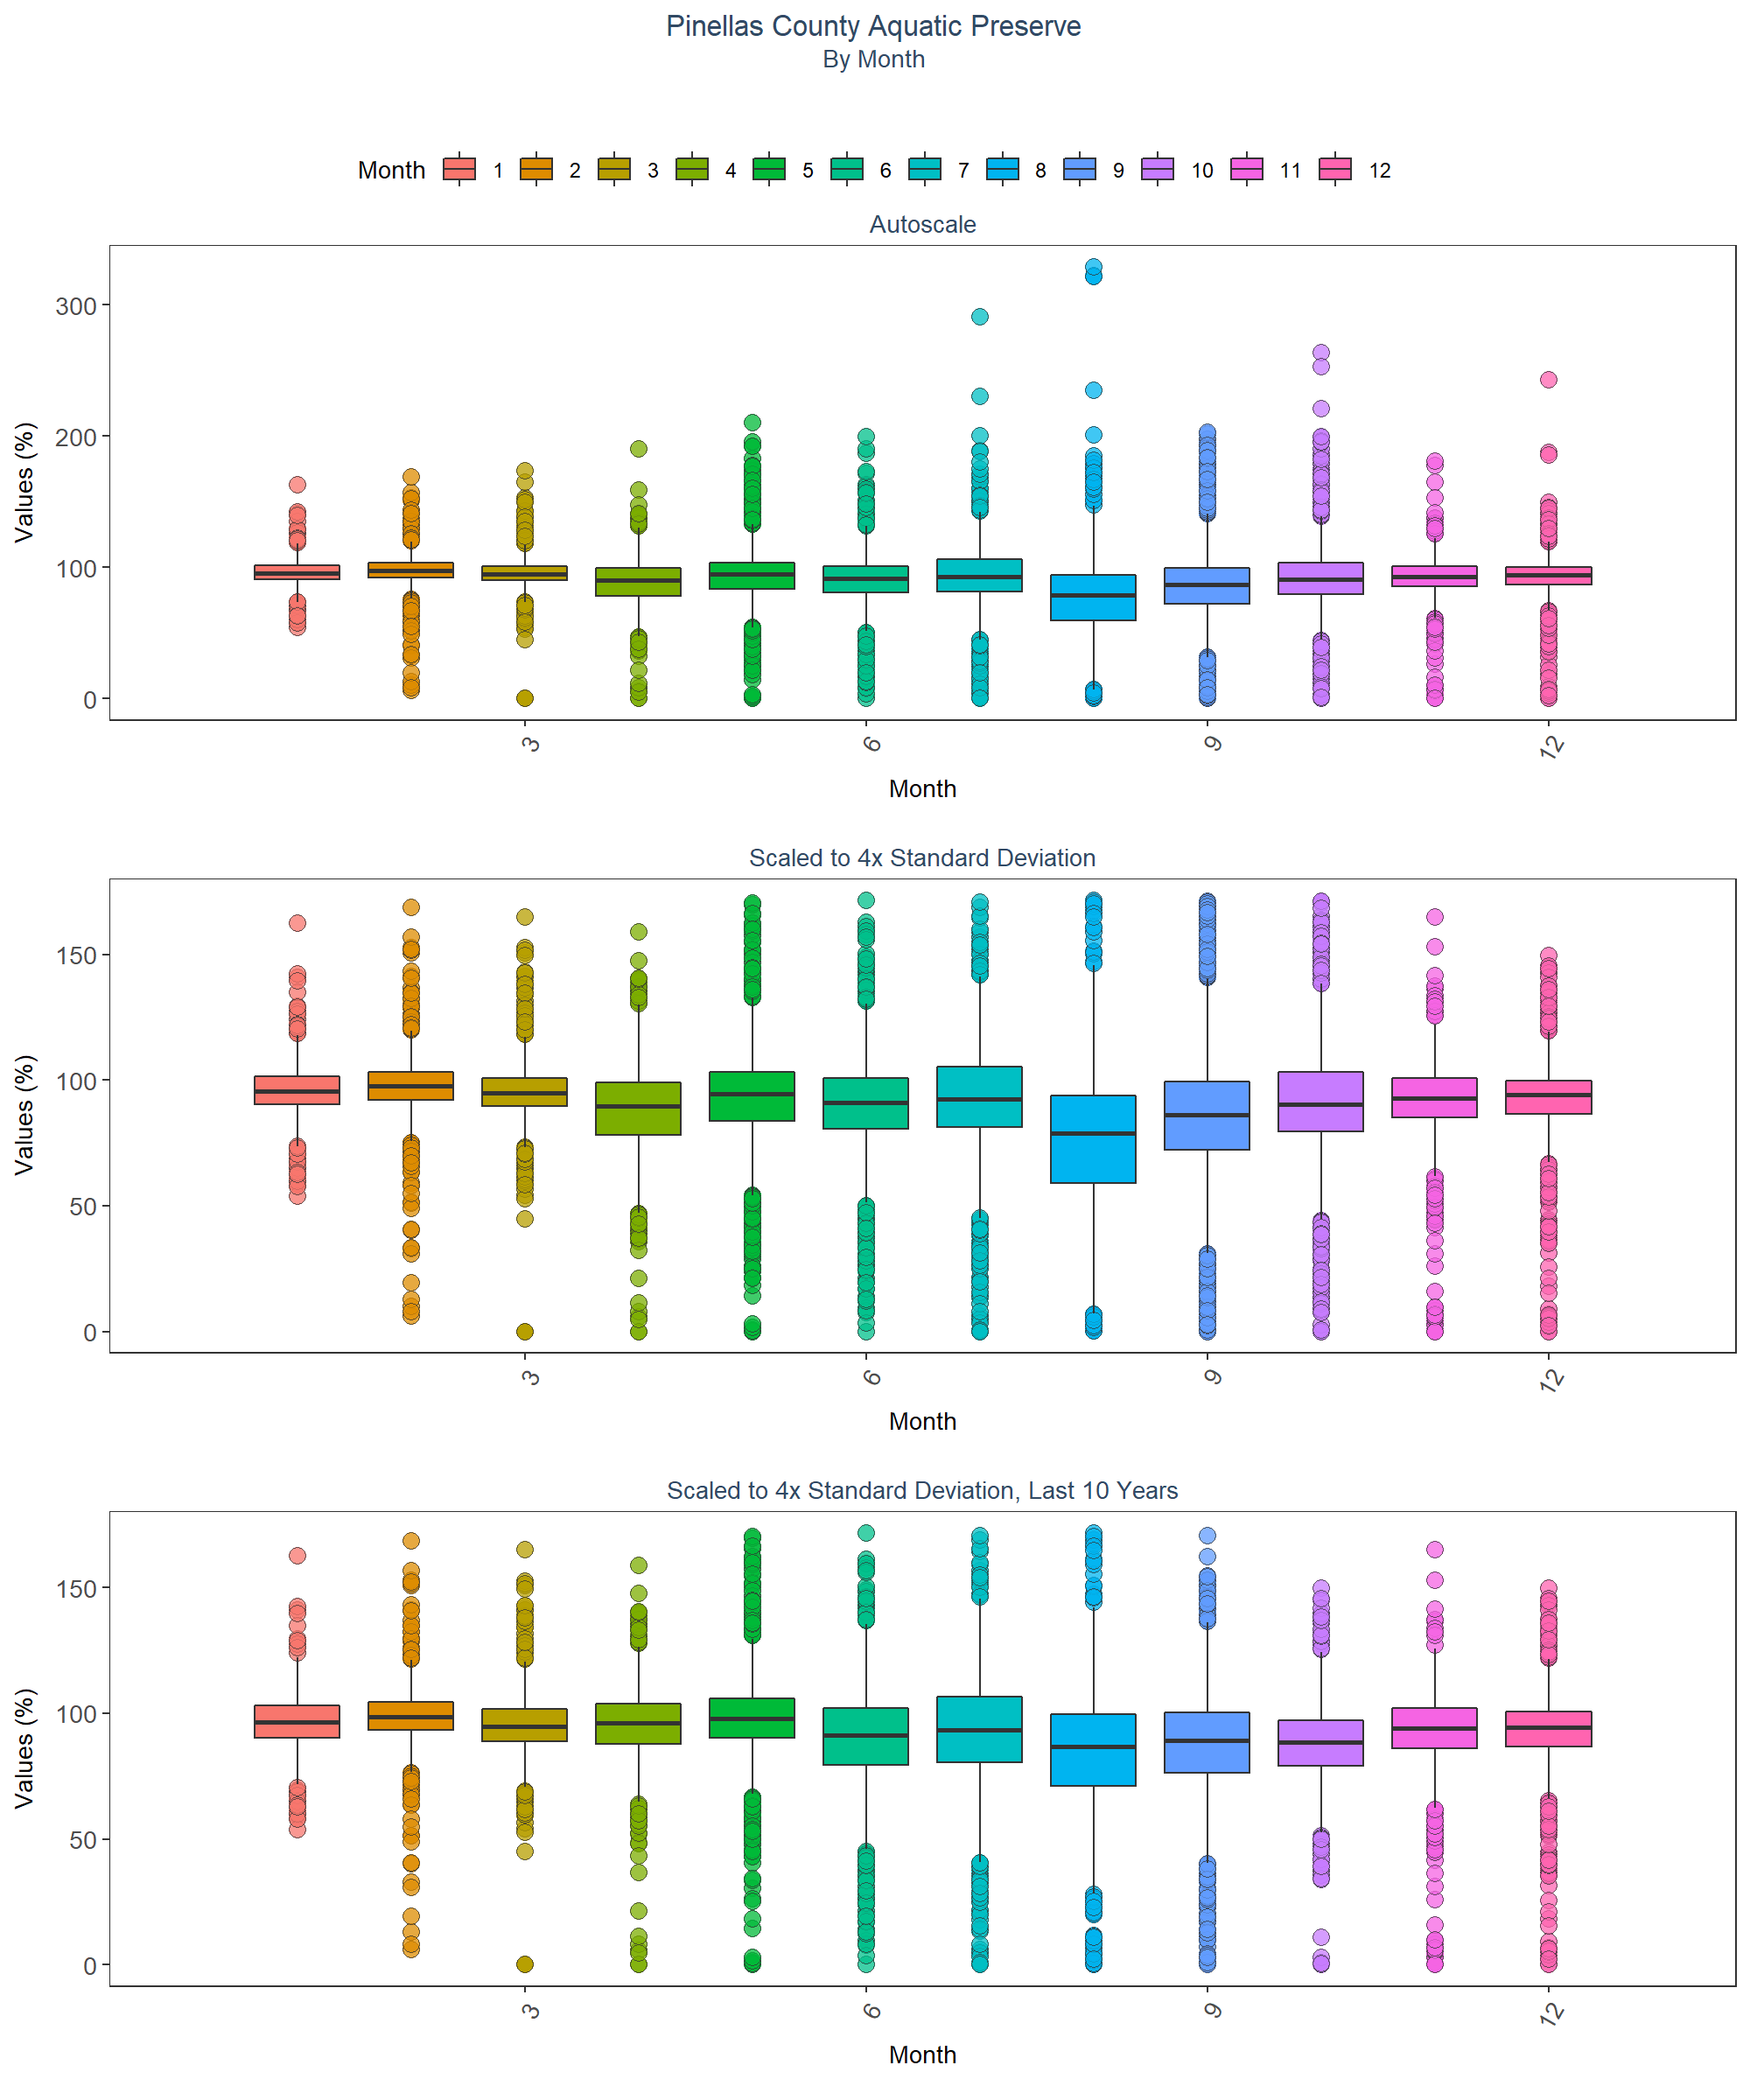 Pinellas County Aquatic Preserve
By Month
Month 1 2 3 4 5 6 7 8 9 10 11 12
Autoscale
Values (%)
300
200
100
0
3 6 9 12
Month
Scaled to 4x Standard Deviation
Values (%)
150
100
50
0
3 6 9 12
Month
Scaled to 4x Standard Deviation, Last 10 Years
Values (%)
150
100
50
0
3 6 9 12
Month